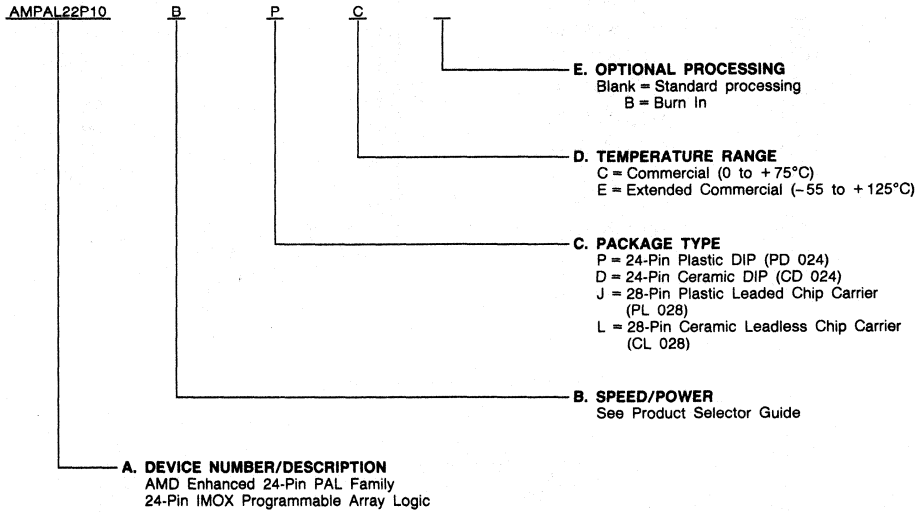 AMPAL22P10 B P C
E. OPTIONAL PROCESSING
Blank = Standard processing
B = Burn In
D. TEMPERATURE RANGE
C = Commercial (0 to +75°C)
E = Extended Commercial (-55 to +125°C)
C. PACKAGE TYPE
P = 24-Pin Plastic DIP (PD 024)
D = 24-Pin Ceramic DIP (CD 024)
J = 28-Pin Plastic Leaded Chip Carrier
(PL 028)
L = 28-Pin Ceramic Leadless Chip Carrier
(CL 028)
B. SPEED/POWER
See Product Selector Guide
A. DEVICE NUMBER/DESCRIPTION
AMD Enhanced 24-Pin PAL Family
24-Pin IMOX Programmable Array Logic